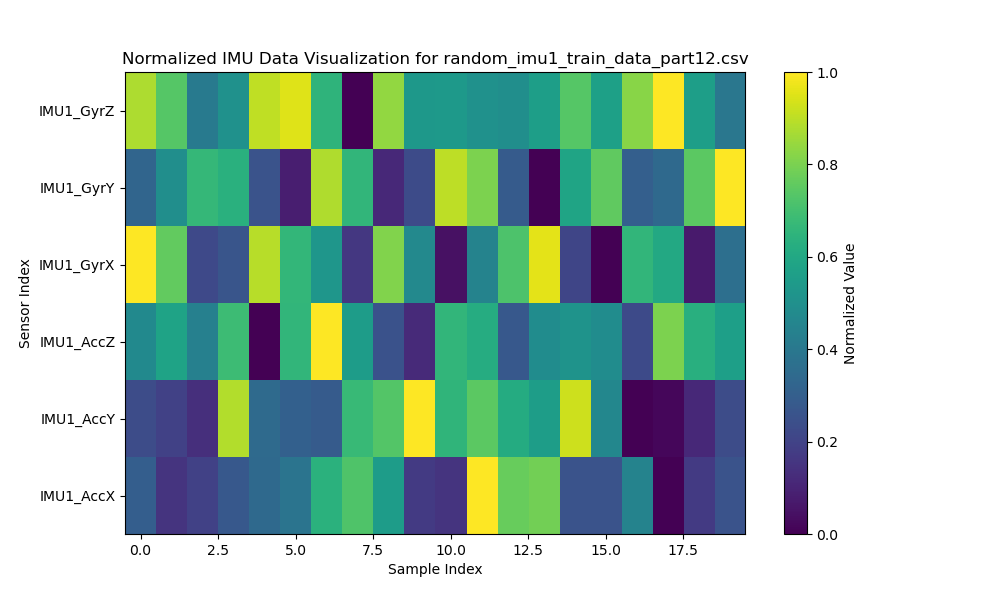 Normalized IMU Data Visualization for random_imu1_train_data_part12.csv
IMU1_GyrZ
IMU1_GyrY
IMU1_GyrX
IMU1_AccZ
IMU1_AccY
IMU1_AccX
Sensor Index
0.0 2.5 5.0 7.5 10.0 12.5 15.0 17.5
Sample Index
1.0
0.8
0.6
0.4
0.2
0.0
Normalized Value